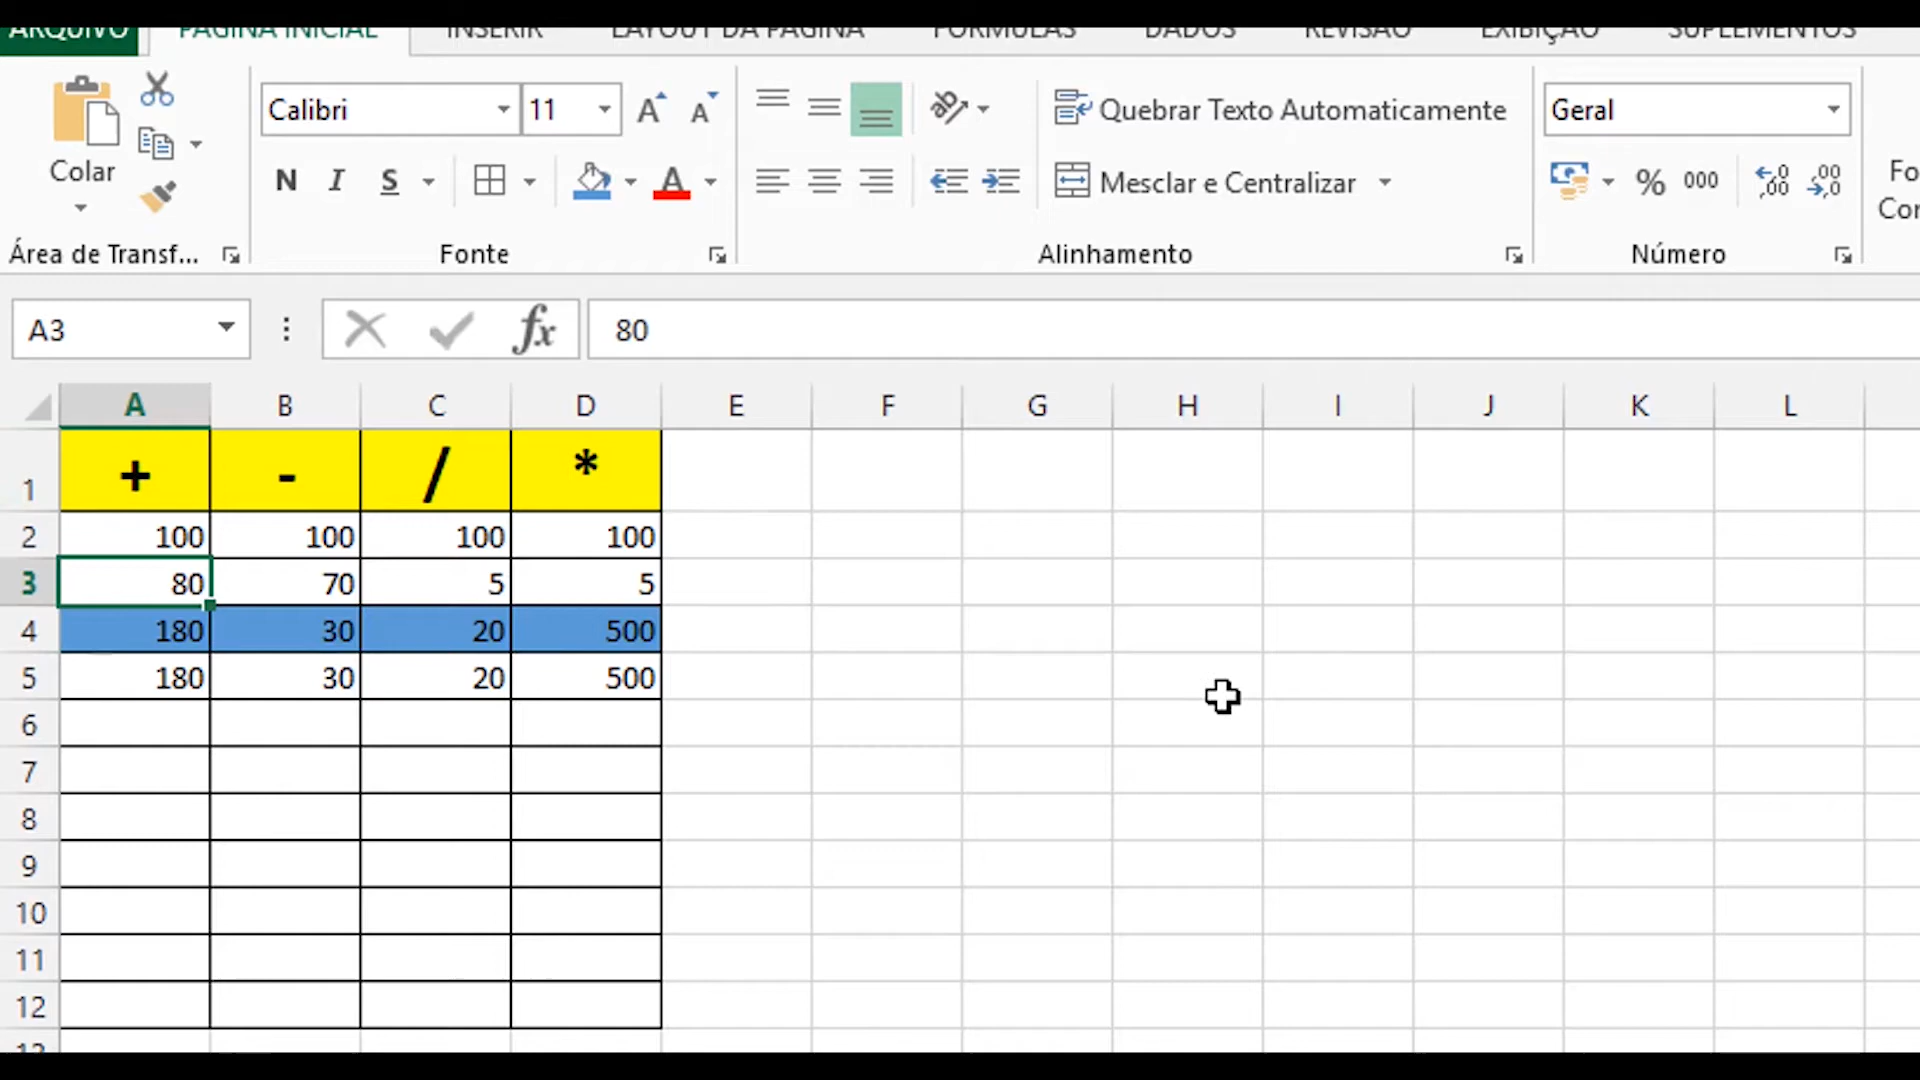 ARQUIVO PÁGINA INICIAL INSERIR LAYOUT DA PÁGINA FÓRMULAS DADOS REVISÃO EXIBIÇÃO SUPLEMENTOS
Calibri 11 Quebrar Texto Automaticamente Geral
Colar N I S A Mesclar e Centralizar % 000 Fo
Cor
Área de Transf... Fonte Alinhamento Número
A3 fx 80
A B C D E F G H I J K L
1 + - / *
2 100 100 100 100
3 80 70 5 5
4 180 30 20 500
5 180 30 20 500
6
7
8
9
10
11
12